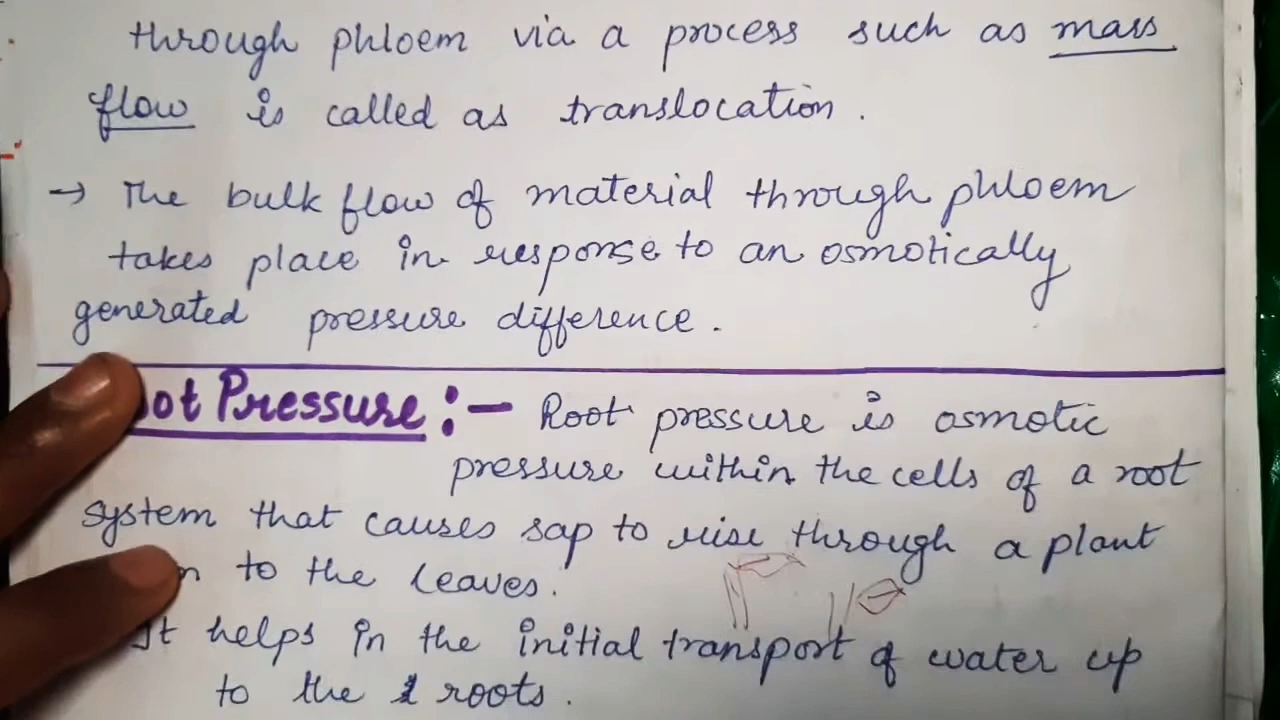 through phloem via a process such as mass
flow is called as translocation.
→ The bulk flow of material through phloem
takes place in response to an osmotically
generated pressure difference.
ot Pressure :- Root pressure is osmotic
pressure within the cells of a root
system that causes sap to rise through a plant
n to the leaves.
It helps in the initial transport of water up
to the roots.